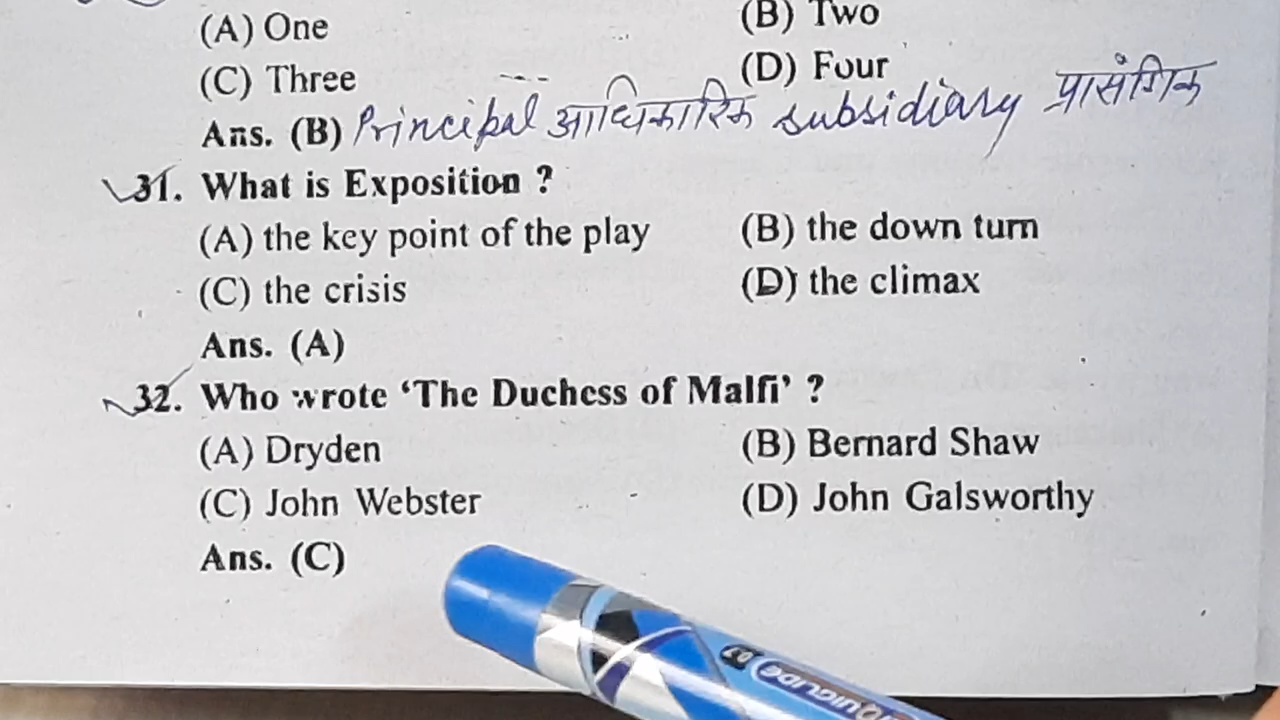 (A) One (B) Two
(C) Three (D) Four
Ans. (B) Principal आधिकारिक subsidiary प्रासंगिक
31. What is Exposition ?
(A) the key point of the play (B) the down turn
(C) the crisis (D) the climax
Ans. (A)
32. Who wrote ‘The Duchess of Malfi’ ?
(A) Dryden (B) Bernard Shaw
(C) John Webster (D) John Galsworthy
Ans. (C)
0.7